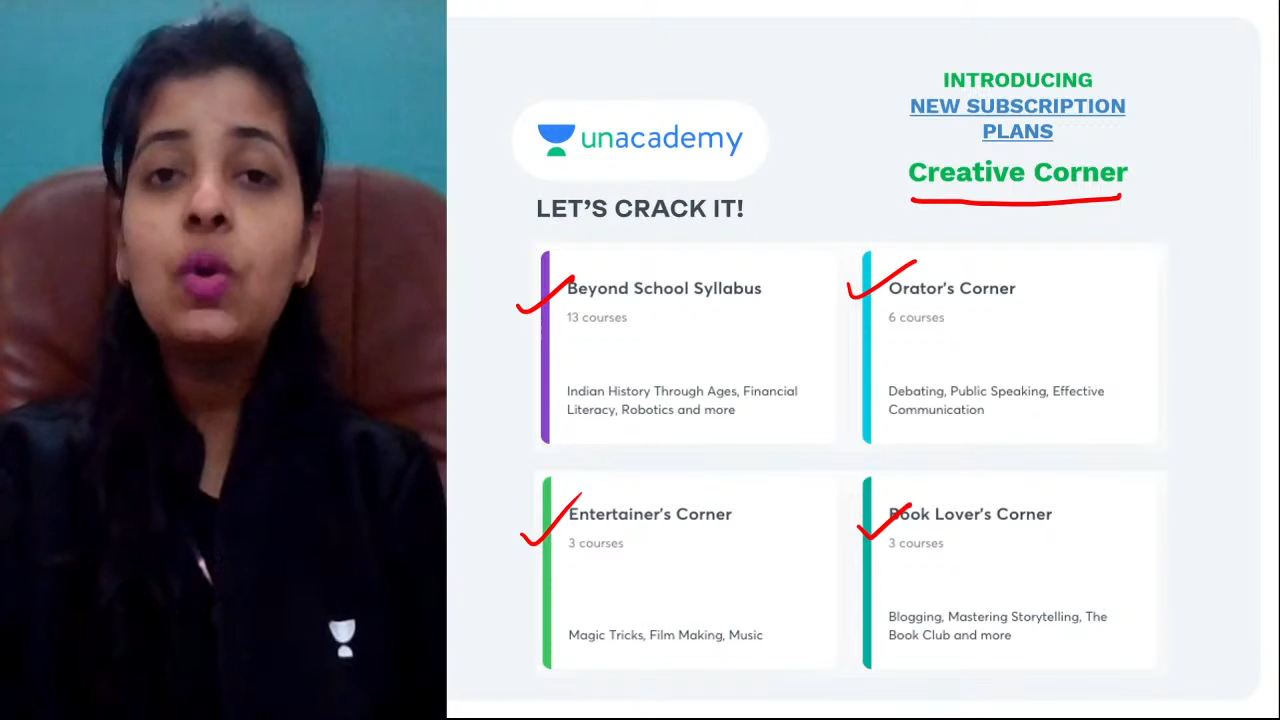 INTRODUCING
NEW SUBSCRIPTION
PLANS
Creative Corner
unacademy
LET'S CRACK IT!
Beyond School Syllabus
13 courses
Indian History Through Ages, Financial
Literacy, Robotics and more
Orator's Corner
6 courses
Debating, Public Speaking, Effective
Communication
Entertainer's Corner
3 courses
Magic Tricks, Film Making, Music
Book Lover's Corner
3 courses
Blogging, Mastering Storytelling, The
Book Club and more